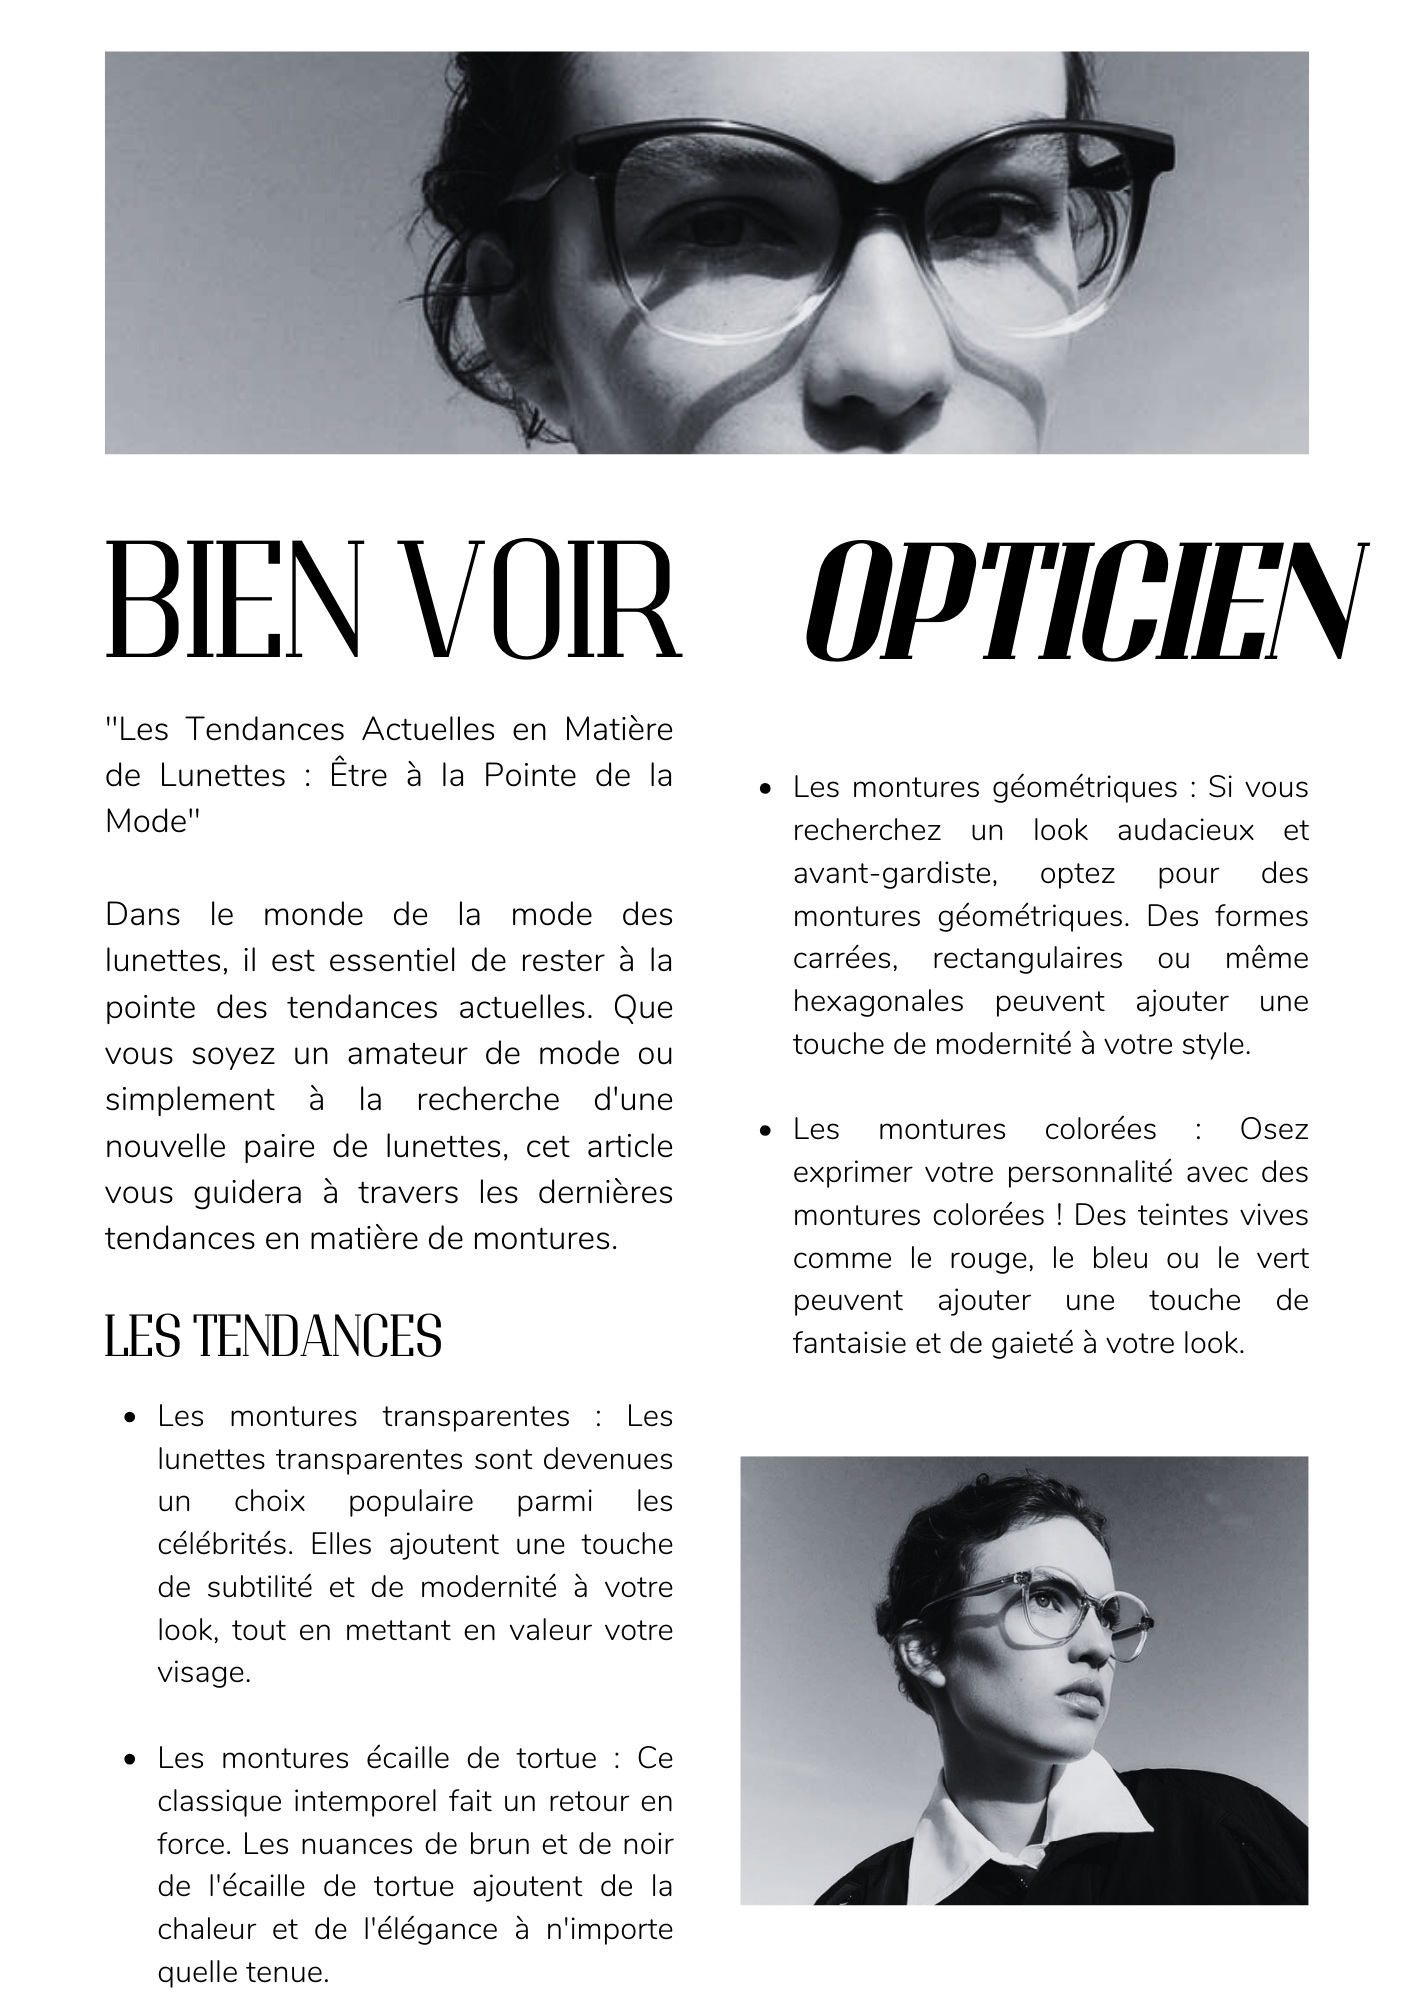 BIEN VOIR OPTICIEN
"Les Tendances Actuelles en Matière
de Lunettes : Être à la Pointe de la
Mode"
Dans le monde de la mode des
lunettes, il est essentiel de rester à la
pointe des tendances actuelles. Que
vous soyez un amateur de mode ou
simplement à la recherche d'une
nouvelle paire de lunettes, cet article
vous guidera à travers les dernières
tendances en matière de montures.
LES TENDANCES
• Les montures transparentes : Les
lunettes transparentes sont devenues
un choix populaire parmi les
célébrités. Elles ajoutent une touche
de subtilité et de modernité à votre
look, tout en mettant en valeur votre
visage.
• Les montures écaille de tortue : Ce
classique intemporel fait un retour en
force. Les nuances de brun et de noir
de l'écaille de tortue ajoutent de la
chaleur et de l'élégance à n'importe
quelle tenue.
• Les montures géométriques : Si vous
recherchez un look audacieux et
avant-gardiste, optez pour des
montures géométriques. Des formes
carrées, rectangulaires ou même
hexagonales peuvent ajouter une
touche de modernité à votre style.
• Les montures colorées : Osez
exprimer votre personnalité avec des
montures colorées ! Des teintes vives
comme le rouge, le bleu ou le vert
peuvent ajouter une touche de
fantaisie et de gaieté à votre look.